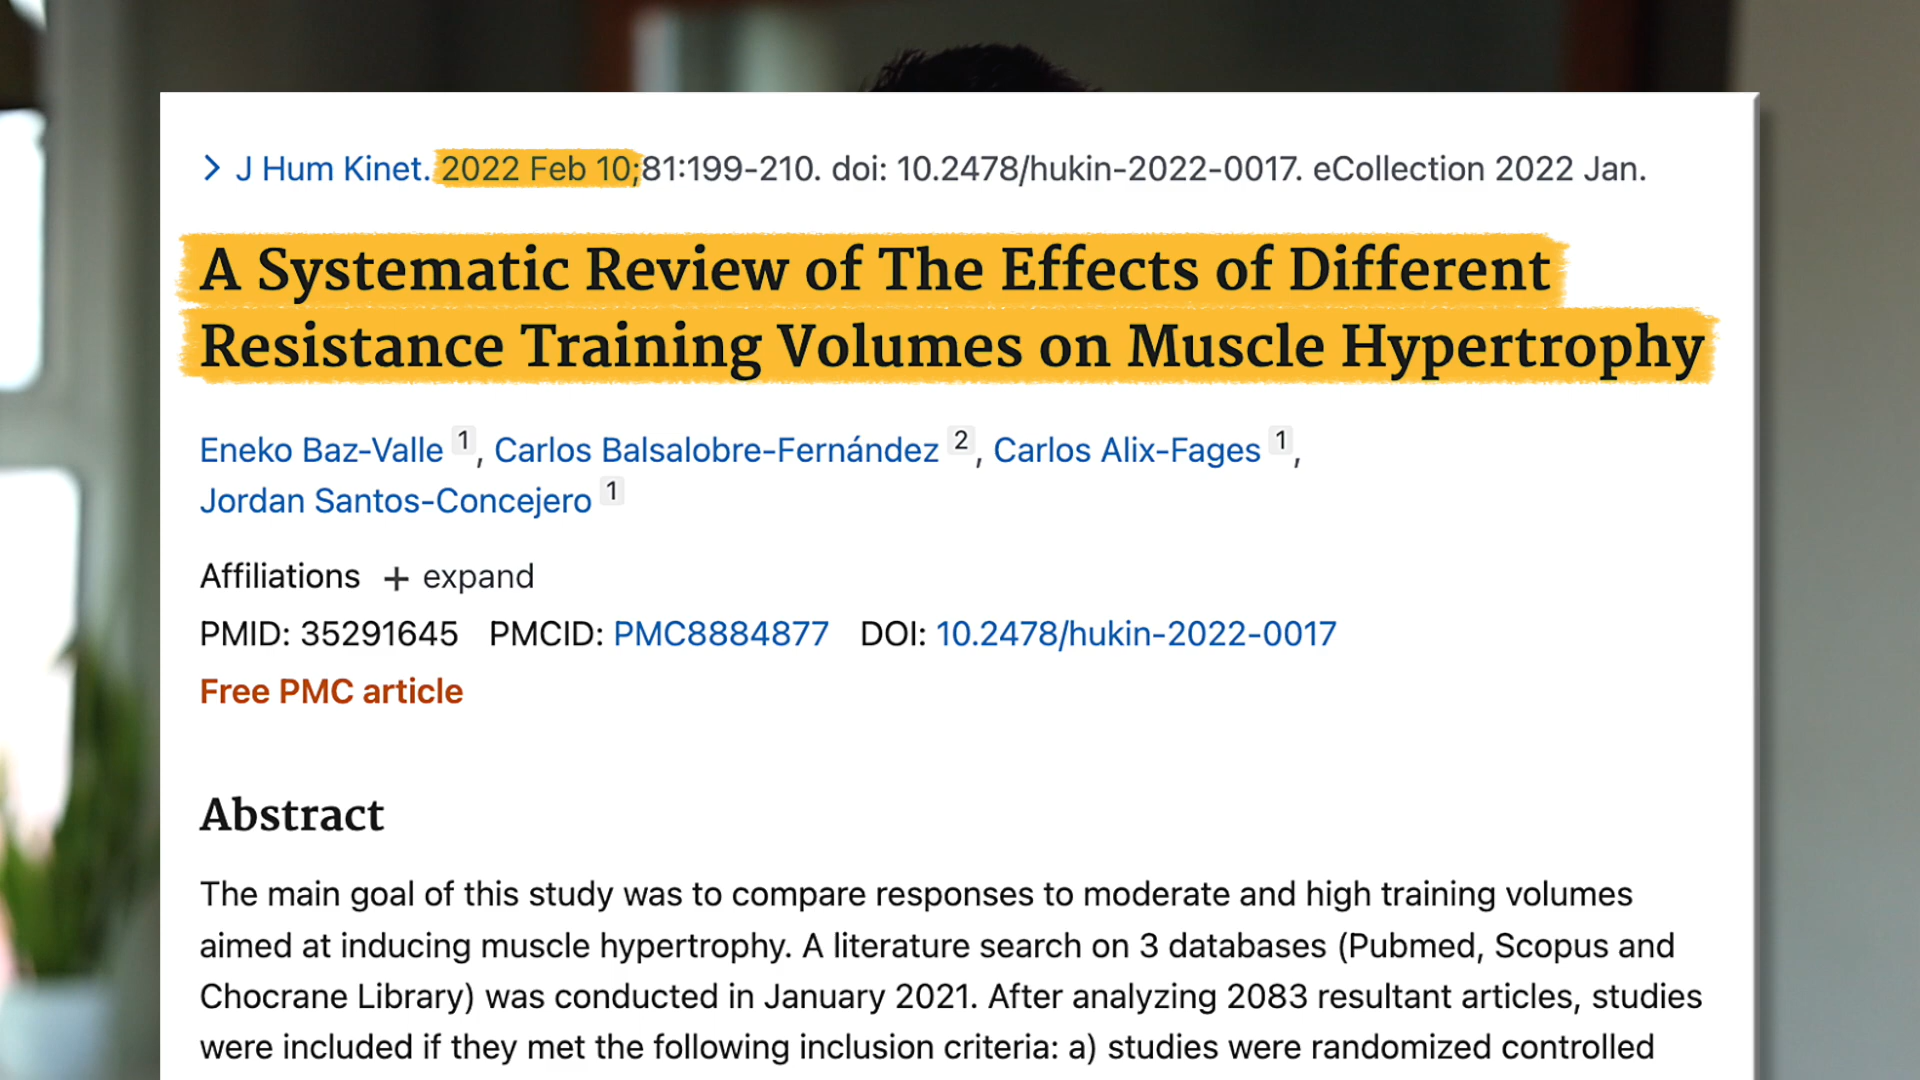 > J Hum Kinet. 2022 Feb 10;81:199-210. doi: 10.2478/hukin-2022-0017. eCollection 2022 Jan.
A Systematic Review of The Effects of Different
Resistance Training Volumes on Muscle Hypertrophy
Eneko Baz-Valle 1, Carlos Balsalobre-Fernández 2, Carlos Alix-Fages 1,
Jordan Santos-Concejero 1
Affiliations + expand
PMID: 35291645 PMCID: PMC8884877 DOI: 10.2478/hukin-2022-0017
Free PMC article
Abstract
The main goal of this study was to compare responses to moderate and high training volumes
aimed at inducing muscle hypertrophy. A literature search on 3 databases (Pubmed, Scopus and
Chocrane Library) was conducted in January 2021. After analyzing 2083 resultant articles, studies
were included if they met the following inclusion criteria: a) studies were randomized controlled